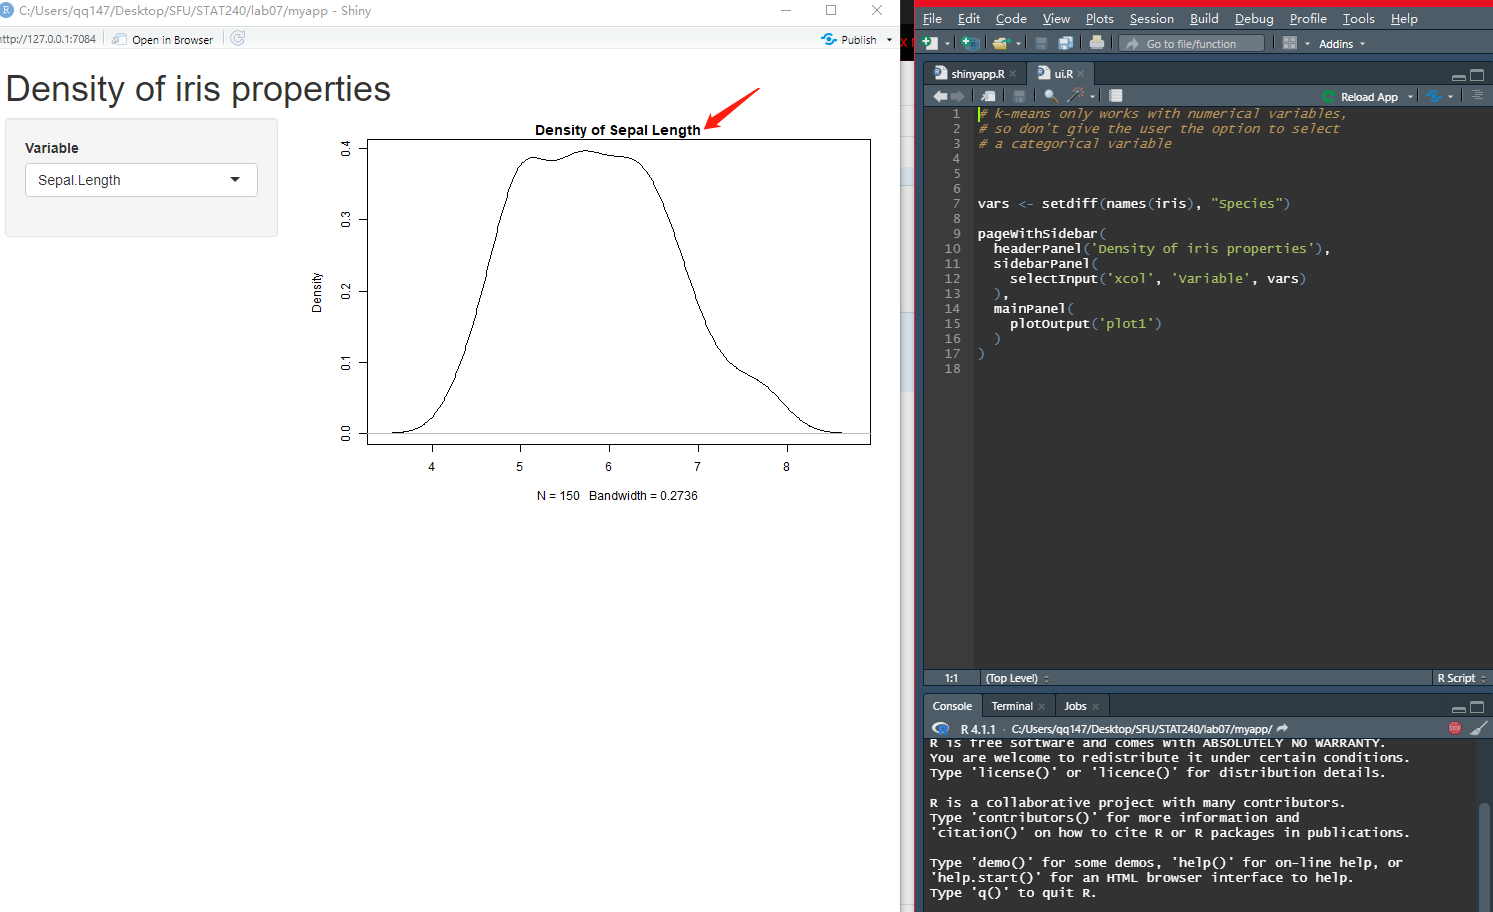 C:/Users/qq147/Desktop/SFU/STAT240/lab07/myapp - Shiny
http://127.0.0.1:7084
Open in Browser
Publish
Density of iris properties
Variable
Sepal.Length
Density of Sepal Length
Density
0.4
0.3
0.2
0.1
0.0
4 5 6 7 8
N = 150 Bandwidth = 0.2736
File Edit Code View Plots Session Build Debug Profile Tools Help
Go to file/function
Addins
shinyapp.R
ui.R
Reload App
1 # k-means only works with numerical variables,
2 # so don't give the user the option to select
3 # a categorical variable
4
5
6
7 vars <- setdiff(names(iris), "Species")
8
9 pageWithSidebar(
10 headerPanel('Density of iris properties'),
11 sidebarPanel(
12 selectInput('xcol', 'Variable', vars)
13 ),
14 mainPanel(
15 plotOutput('plot1')
16 )
17 )
18
1:1 (Top Level) R Script
Console Terminal Jobs
R 4.1.1 · C:/Users/qq147/Desktop/SFU/STAT240/lab07/myapp/
R is free software and comes with ABSOLUTELY NO WARRANTY.
You are welcome to redistribute it under certain conditions.
Type 'license()' or 'licence()' for distribution details.
R is a collaborative project with many contributors.
Type 'contributors()' for more information and
'citation()' on how to cite R or R packages in publications.
Type 'demo()' for some demos, 'help()' for on-line help, or
'help.start()' for an HTML browser interface to help.
Type 'q()' to quit R.